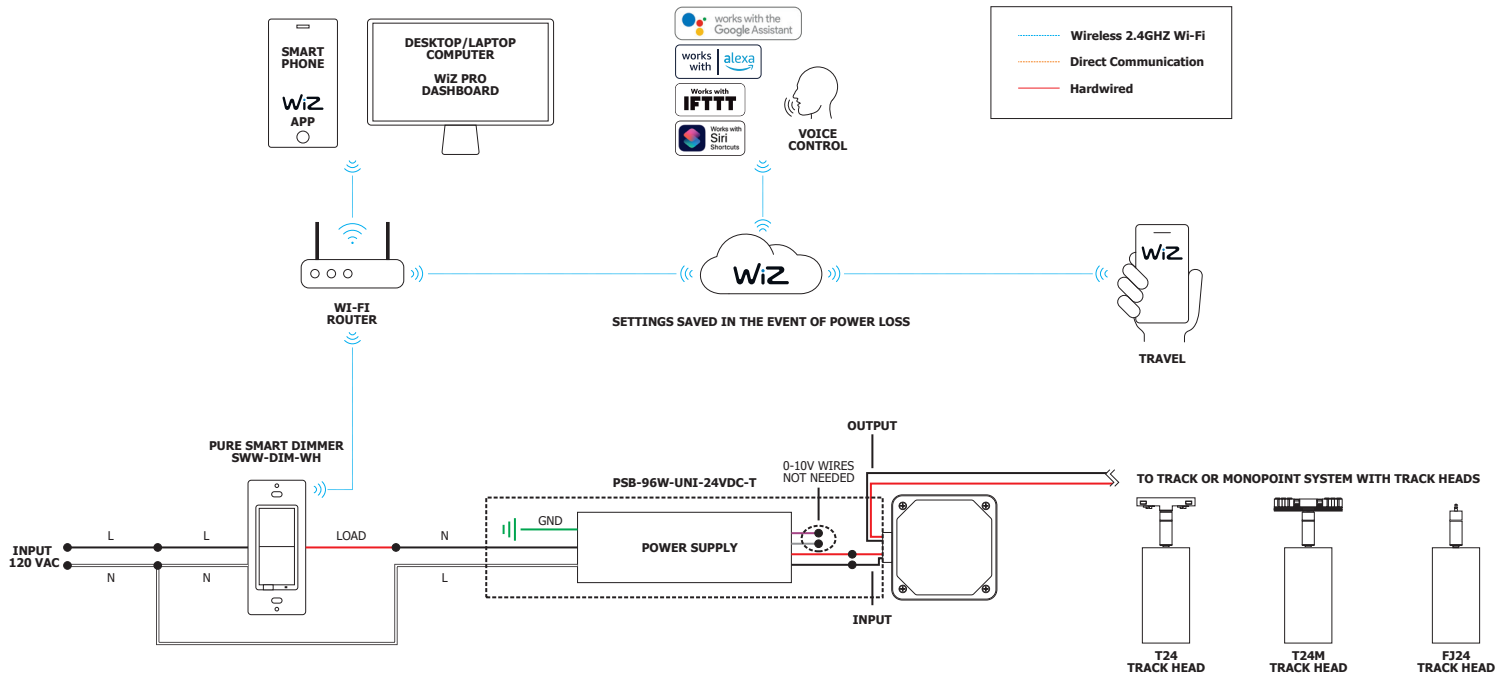 SMART
PHONE
WiZ
APP
DESKTOP/LAPTOP
COMPUTER
WiZ PRO
DASHBOARD
works with the
Google Assistant
works
with
alexa
Works with
IFTTT
Works with
Siri
Shortcuts
VOICE
CONTROL
Wireless 2.4GHZ Wi-Fi
Direct Communication
Hardwired
WI-FI
ROUTER
WiZ
SETTINGS SAVED IN THE EVENT OF POWER LOSS
WiZ
TRAVEL
PURE SMART DIMMER
SWW-DIM-WH
INPUT
120 VAC
L
L
N
N
LOAD
N
L
PSB-96W-UNI-24VDC-T
GND
POWER SUPPLY
0-10V WIRES
NOT NEEDED
OUTPUT
INPUT
TO TRACK OR MONOPOINT SYSTEM WITH TRACK HEADS
T24
TRACK HEAD
T24M
TRACK HEAD
FJ24
TRACK HEAD